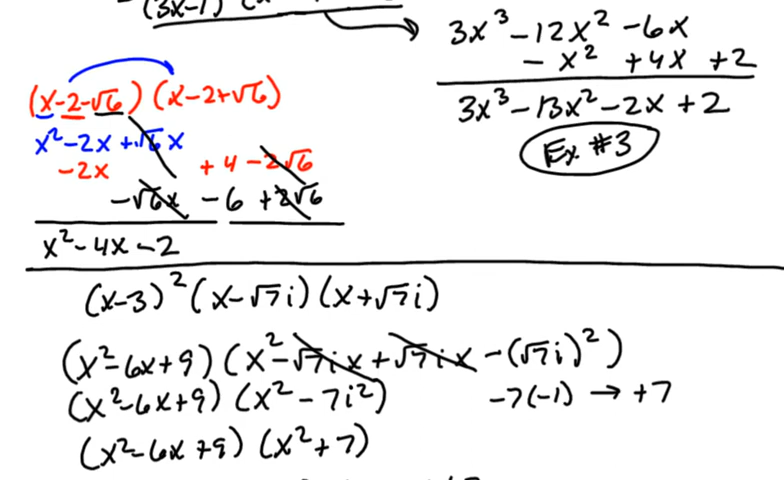 (3x-1)
3x³ - 12x² - 6x
- x² + 4x + 2
3x³ - 13x² - 2x + 2
Ex #3
(x-2-√6)(x-2+√6)
x² - 2x + √6x
-2x + 4 - 2√6
-√6x - 6 + 2√6
x² - 4x - 2
(x-3)²(x-√7i)(x+√7i)
(x²-6x+9)(x²-√7ix+√7ix-(√7i)²)
(x²-6x+9)(x²-7i²) -7(-1) → +7
(x²-6x+9)(x²+7)